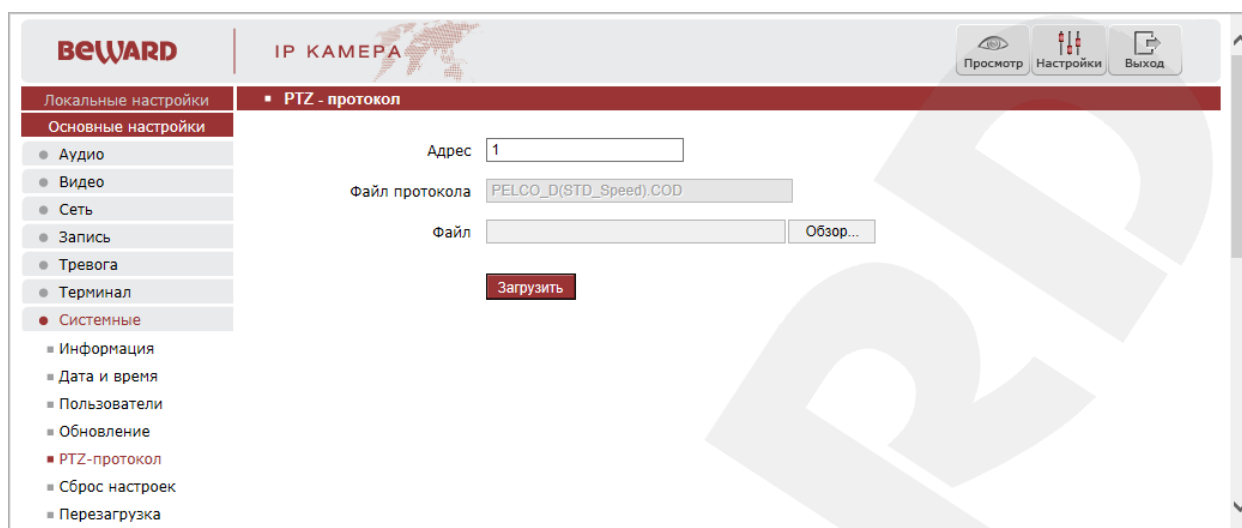 BEWARD
IP КАМЕРА
Просмотр
Настройки
Выход
Локальные настройки
Основные настройки
Аудио
Видео
Сеть
Запись
Тревога
Терминал
Системные
Информация
Дата и время
Пользователи
Обновление
PTZ-протокол
Сброс настроек
Перезагрузка
PTZ - протокол
Адрес 1
Файл протокола PELCO_D(STD_Speed).COD
Файл Обзор...
Загрузить
RD